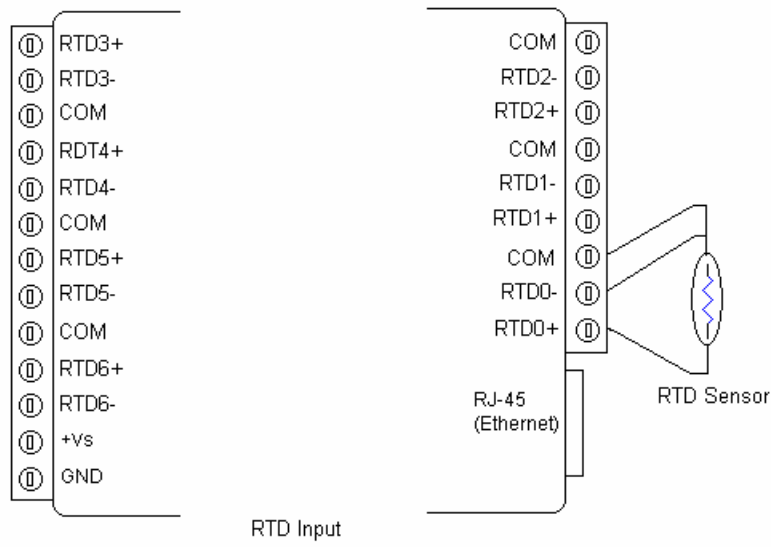 RTD3+
RTD3-
COM
RDT4+
RTD4-
COM
RTD5+
RTD5-
COM
RTD6+
RTD6-
+Vs
GND
COM
RTD2-
RTD2+
COM
RTD1-
RTD1+
COM
RTD0-
RTD0+
RJ-45
(Ethernet)
RTD Sensor
RTD Input